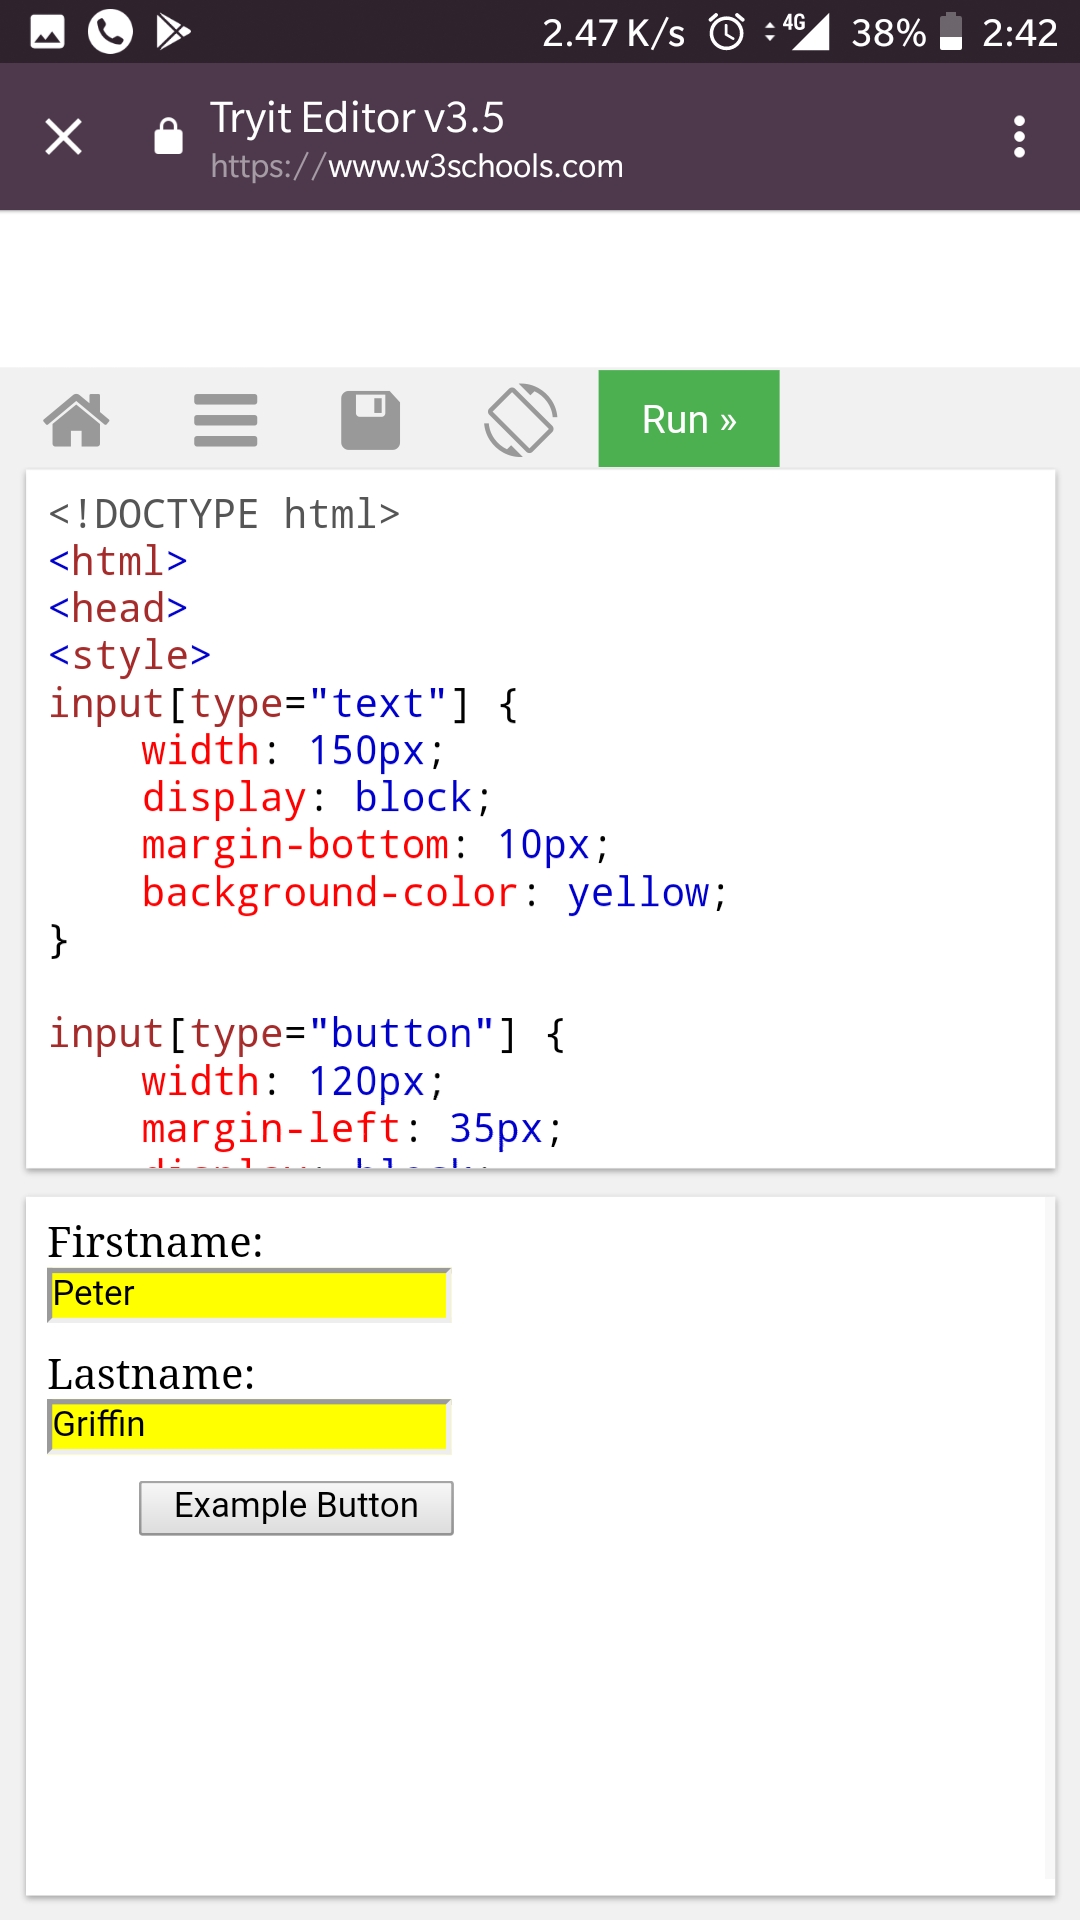 2.47 K/s 4G 38% 2:42
Tryit Editor v3.5
https://www.w3schools.com
Run »
<!DOCTYPE html>
<html>
<head>
<style>
input[type="text"] {
    width: 150px;
    display: block;
    margin-bottom: 10px;
    background-color: yellow;
}
input[type="button"] {
    width: 120px;
    margin-left: 35px;
    display: block;
Firstname:
Peter
Lastname:
Griffin
Example Button